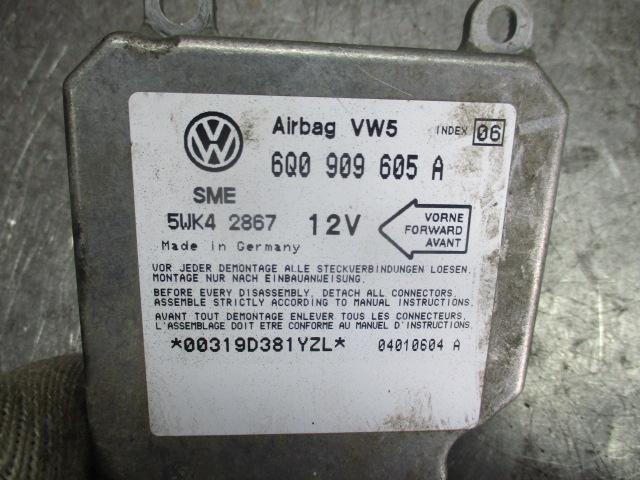 VW
Airbag VW5 INDEX 06
6Q0 909 605 A
SME
5WK4 2867 12V
VORNE
FORWARD
AVANT
Made in Germany
VOR JEDER DEMONTAGE ALLE STECKVERBINDUNGEN LOESEN.
MONTAGE NUR NACH EINBAUANWEISUNG.
BEFORE EVERY DISASSEMBLY, DETACH ALL CONNECTORS.
ASSEMBLE STRICTLY ACCORDING TO MANUAL INSTRUCTIONS.
AVANT TOUT DEMONTAGE ENLEVER TOUS LES CONNECTEURS.
L'ASSEMBLAGE DOIT ETRE CONFORME AU MANUEL D'INSTRUCTIONS.
*00319D381YZL* 04010604 A